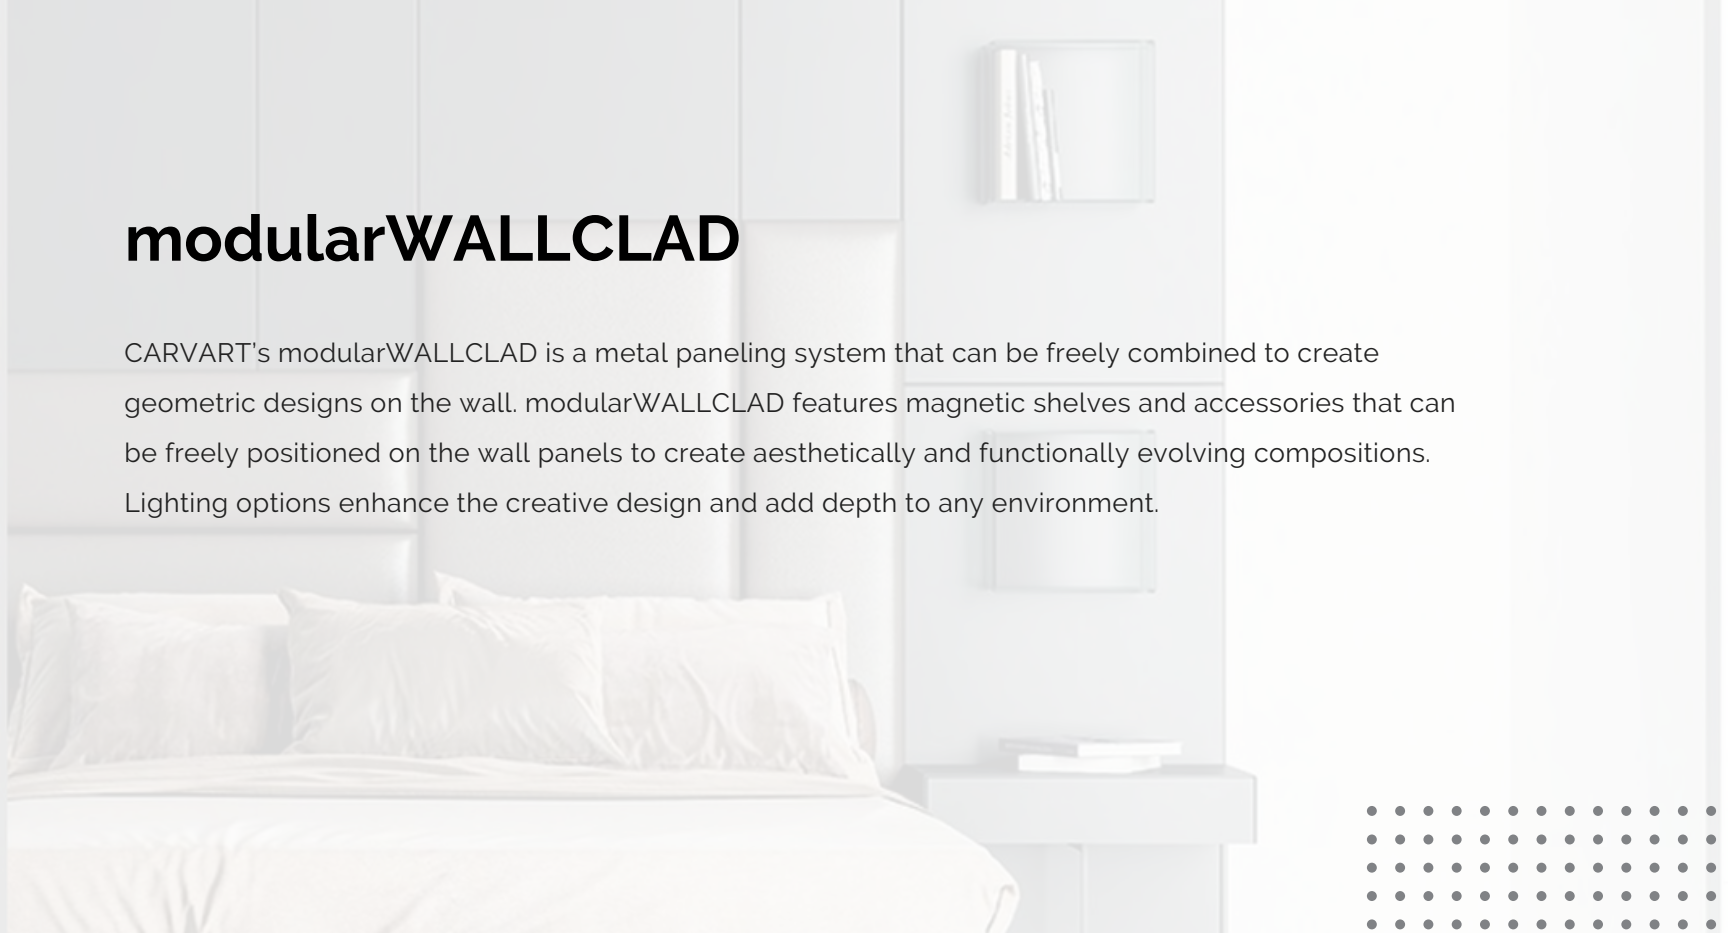 modularWALLCLAD
CARVART’s modularWALLCLAD is a metal paneling system that can be freely combined to create
geometric designs on the wall. modularWALLCLAD features magnetic shelves and accessories that can
be freely positioned on the wall panels to create aesthetically and functionally evolving compositions.
Lighting options enhance the creative design and add depth to any environment.